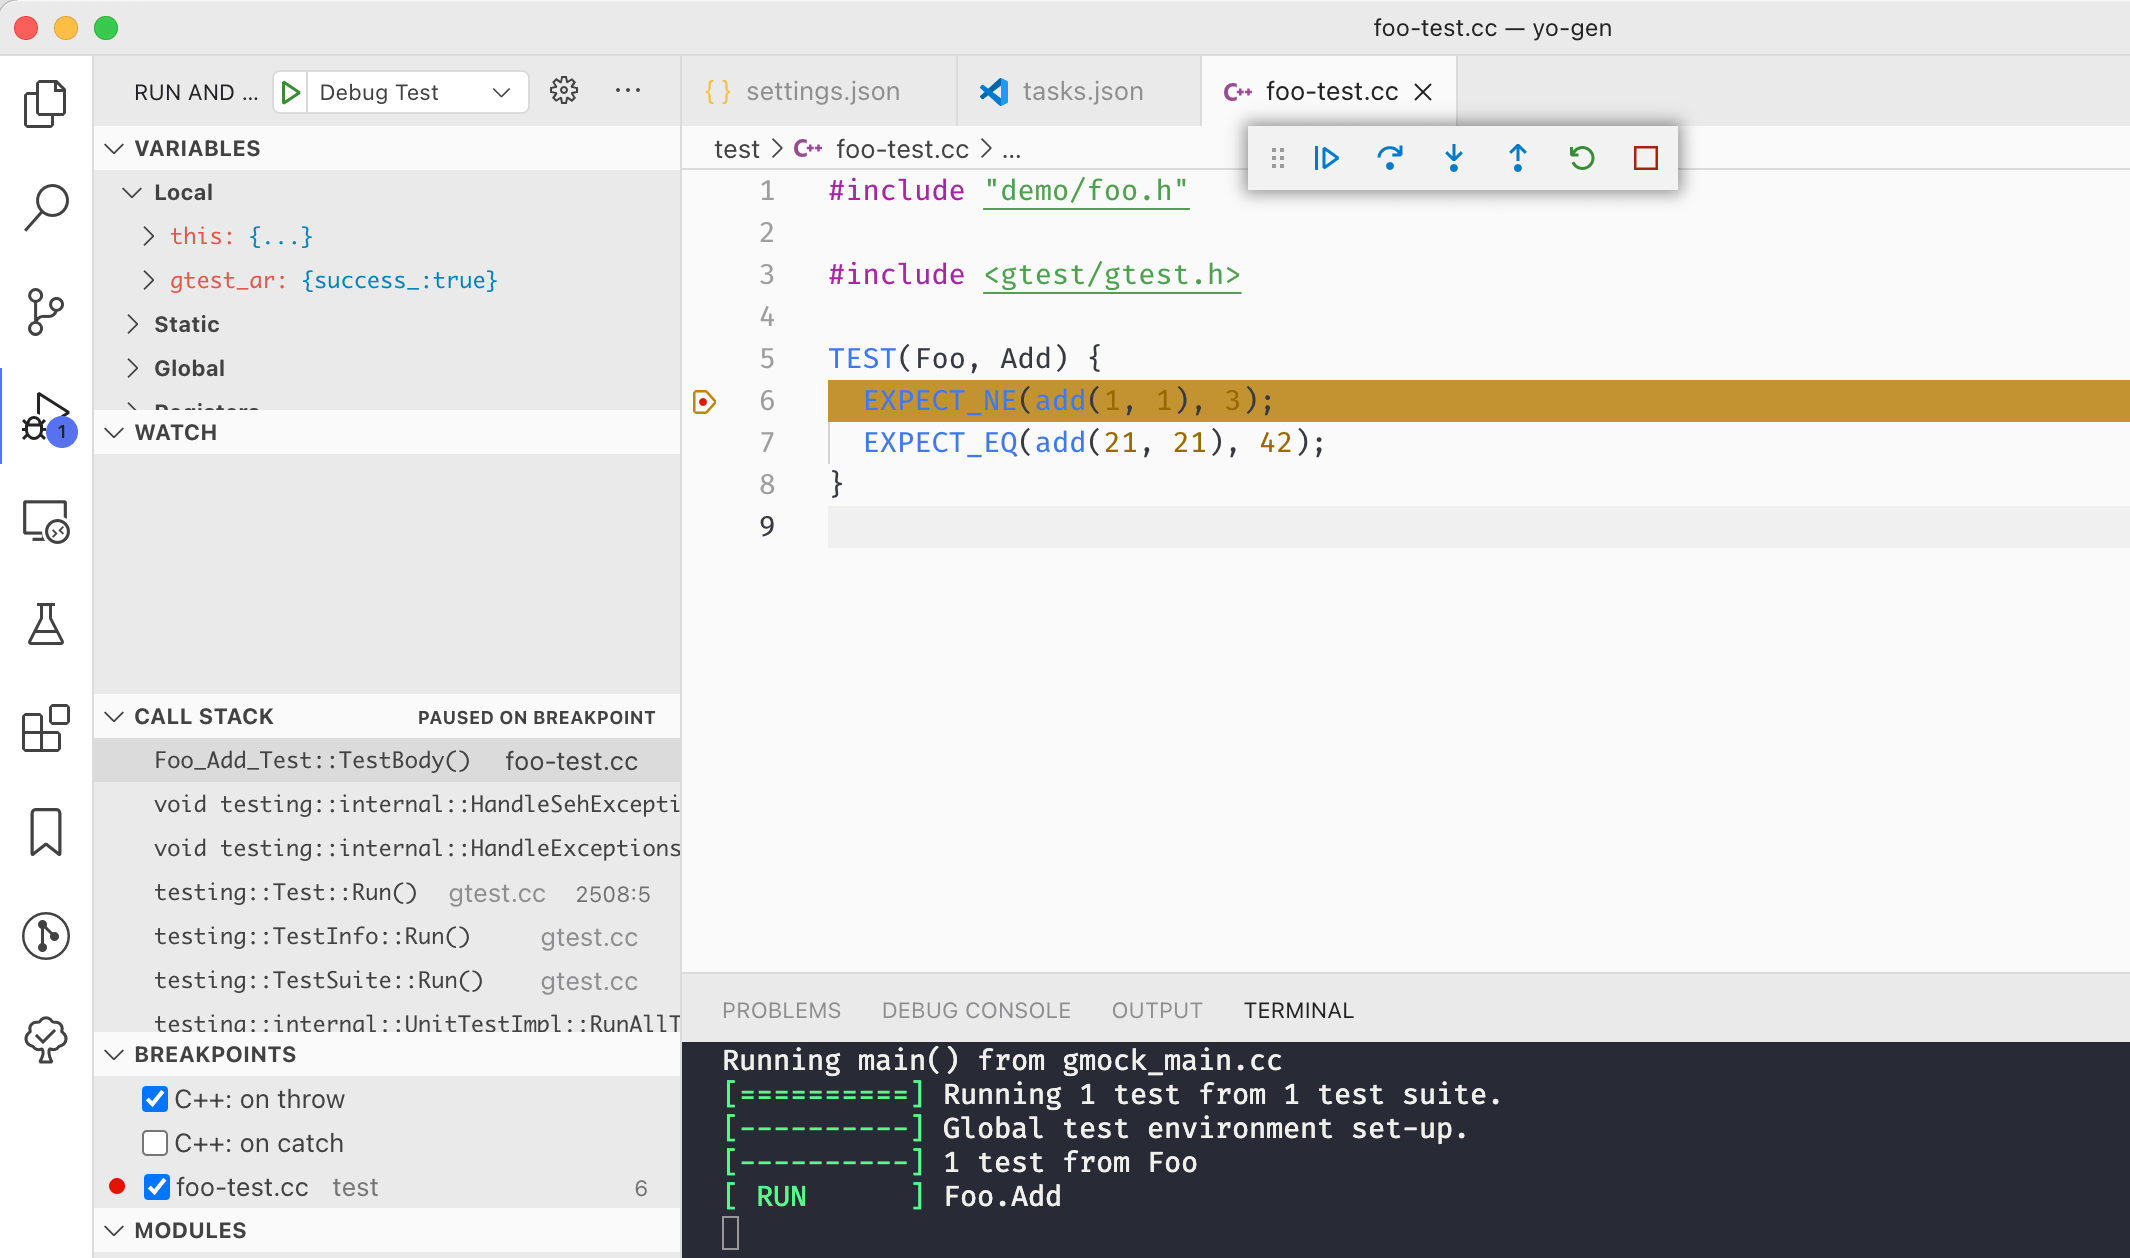 foo-test.cc — yo-gen
RUN AND ...
Debug Test
VARIABLES
Local
this: {...}
gtest_ar: {success_:true}
Static
Global
Registers
WATCH
1
CALL STACK
PAUSED ON BREAKPOINT
Foo_Add_Test::TestBody() foo-test.cc
void testing::internal::HandleSehExcepti
void testing::internal::HandleExceptions
testing::Test::Run() gtest.cc 2508:5
testing::TestInfo::Run() gtest.cc
testing::TestSuite::Run() gtest.cc
testing::internal::UnitTestImpl::RunAllT
BREAKPOINTS
C++: on throw
C++: on catch
foo-test.cc test 6
MODULES
{ } settings.json
tasks.json
C++ foo-test.cc
test > C++ foo-test.cc > ...
1 #include "demo/foo.h"
2
3 #include <gtest/gtest.h>
4
5 TEST(Foo, Add) {
6 EXPECT_NE(add(1, 1), 3);
7 EXPECT_EQ(add(21, 21), 42);
8 }
9
PROBLEMS DEBUG CONSOLE OUTPUT TERMINAL
Running main() from gmock_main.cc
[==========] Running 1 test from 1 test suite.
[----------] Global test environment set-up.
[----------] 1 test from Foo
[ RUN      ] Foo.Add